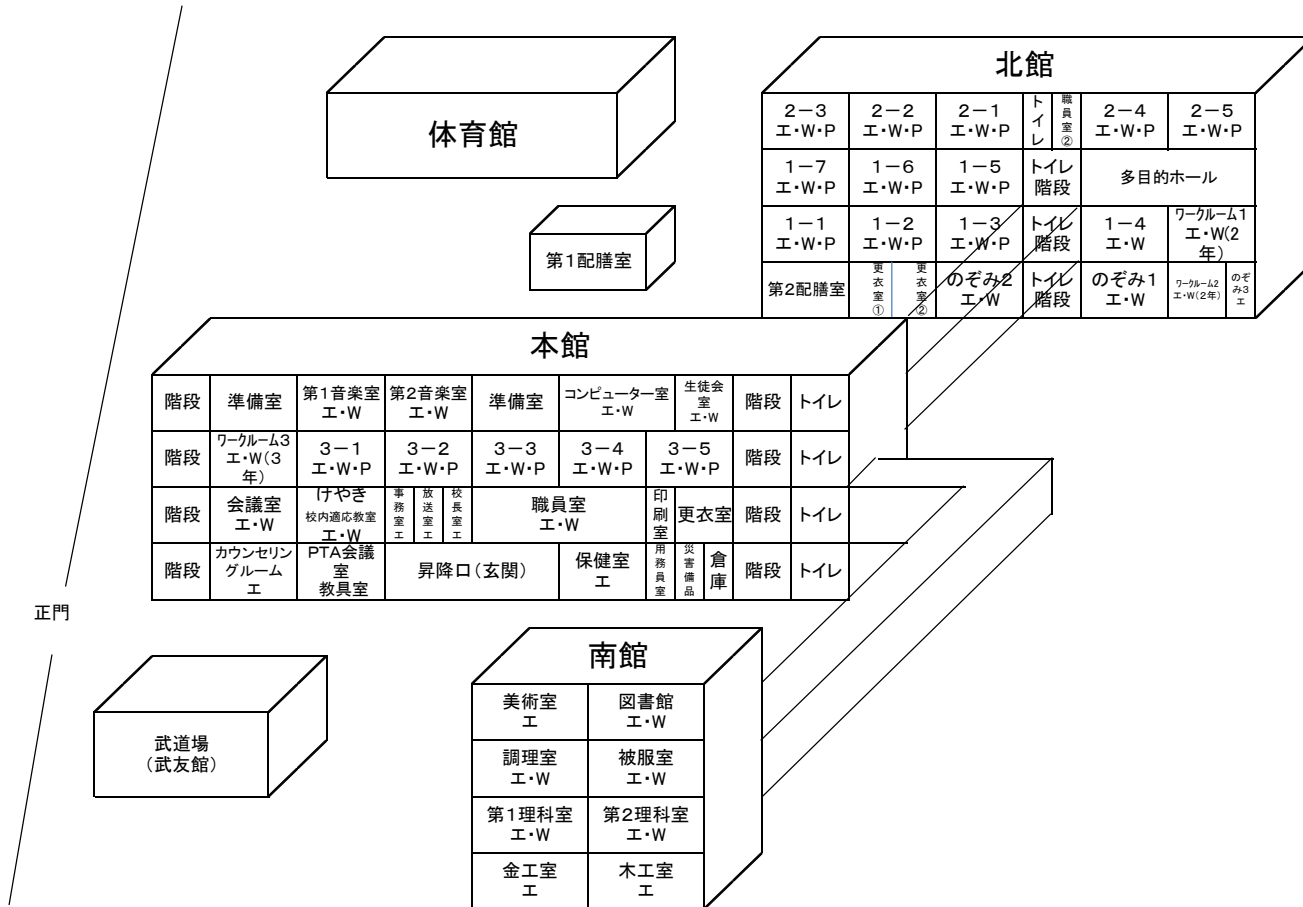 北館
体育館
2－3
エ・W・P
2－2
エ・W・P
2－1
エ・W・P
トイレ
職員室②
2－4
エ・W・P
2－5
エ・W・P
1－7
エ・W・P
1－6
エ・W・P
1－5
エ・W・P
トイレ
階段
多目的ホール
1－1
エ・W・P
1－2
エ・W・P
1－3
エ・W・P
トイレ
階段
1－4
エ・W
ワークルーム1
エ・W(2
年)
第2配膳室
更衣室①
更衣室②
のぞみ2
エ・W
トイレ
階段
のぞみ1
エ・W
ワークルーム2
エ・W(2年)
のぞ
み3
エ
第1配膳室
本館
階段
準備室
第1音楽室
エ・W
第2音楽室
エ・W
準備室
コンピューター室
エ・W
生徒会
室
エ・W
階段
トイレ
階段
ワークルーム3
エ・W(3
年)
3－1
エ・W・P
3－2
エ・W・P
3－3
エ・W・P
3－4
エ・W・P
3－5
エ・W・P
階段
トイレ
階段
会議室
エ・W
けやき
校内適応教室
エ・W
事務室エ
放送室エ
校長室エ
職員室
エ・W
印刷室
更衣室
階段
トイレ
階段
カウンセリン
グルーム
エ
PTA会議
室
教具室
昇降口(玄関)
保健室
エ
用務員室
災害備品
倉庫
階段
トイレ
正門
南館
美術室
エ
図書館
エ・W
調理室
エ・W
被服室
エ・W
第1理科室
エ・W
第2理科室
エ・W
金工室
エ
木工室
エ
武道場
(武友館)